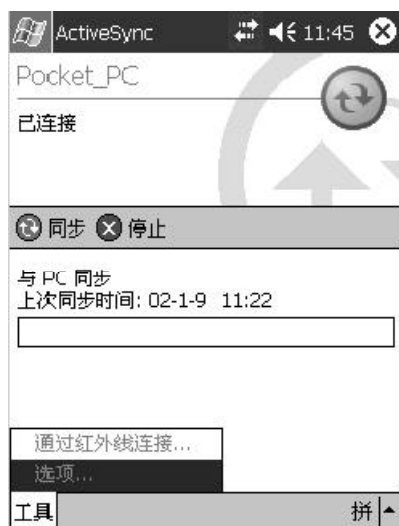 ActiveSync 11:45
Pocket_PC
已连接
同步 停止
与 PC 同步
上次同步时间: 02-1-9 11:22
通过红外线连接...
选项...
工具 拼